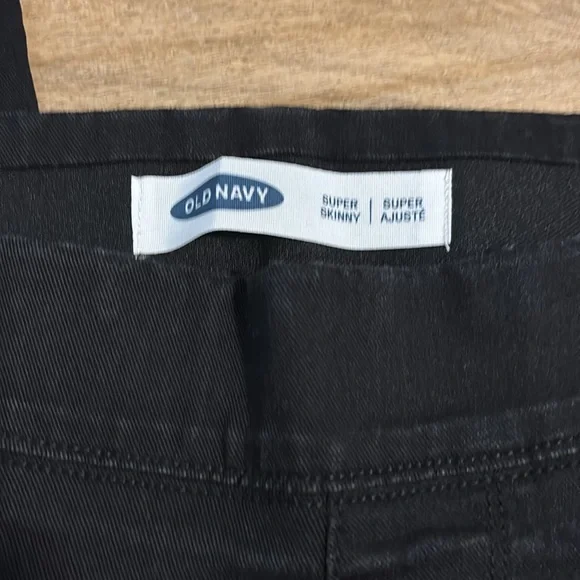 OLD NAVY
SUPER SKINNY | SUPER AJUSTÉ